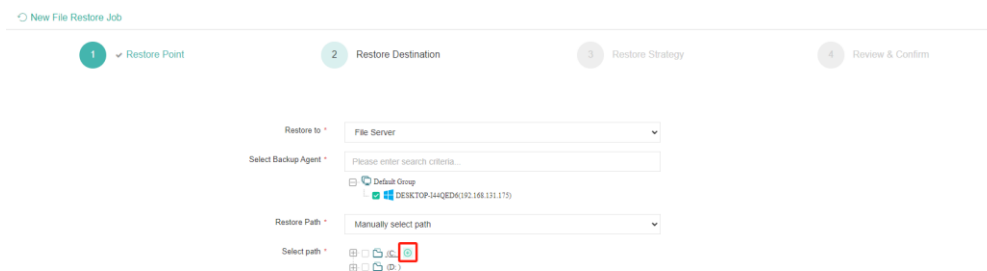 New File Restore Job
1 Restore Point
2 Restore Destination
3 Restore Strategy
4 Review & Confirm
Restore to * File Server
Select Backup Agent * Please enter search criteria...
Default Group
DESKTOP-I44QED6(192.168.131.175)
Restore Path * Manually select path
Select path * (C:
(D:)